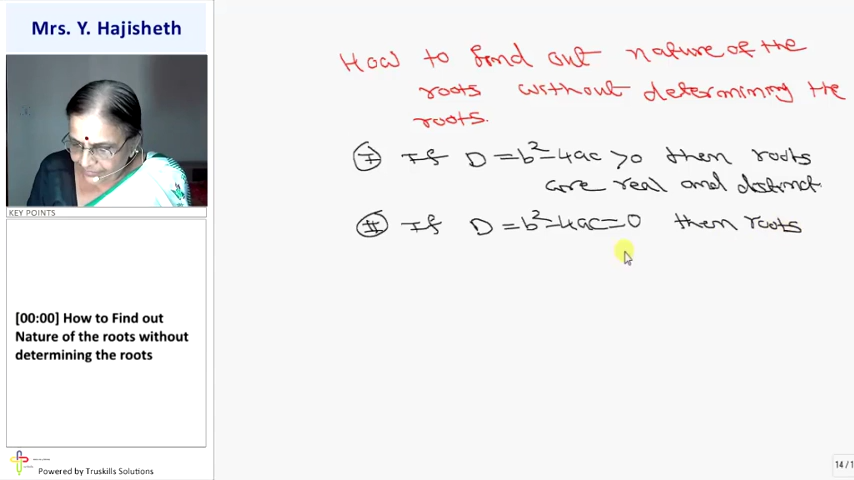 Mrs. Y. Hajisheth
How to find out nature of the
roots without determining the
roots.
I If D = b²-4ac >0 then roots
are real and distinct
II If D = b²-4ac=0 then roots
KEY POINTS
[00:00] How to Find out
Nature of the roots without
determining the roots
Powered by Truskills Solutions
14/1